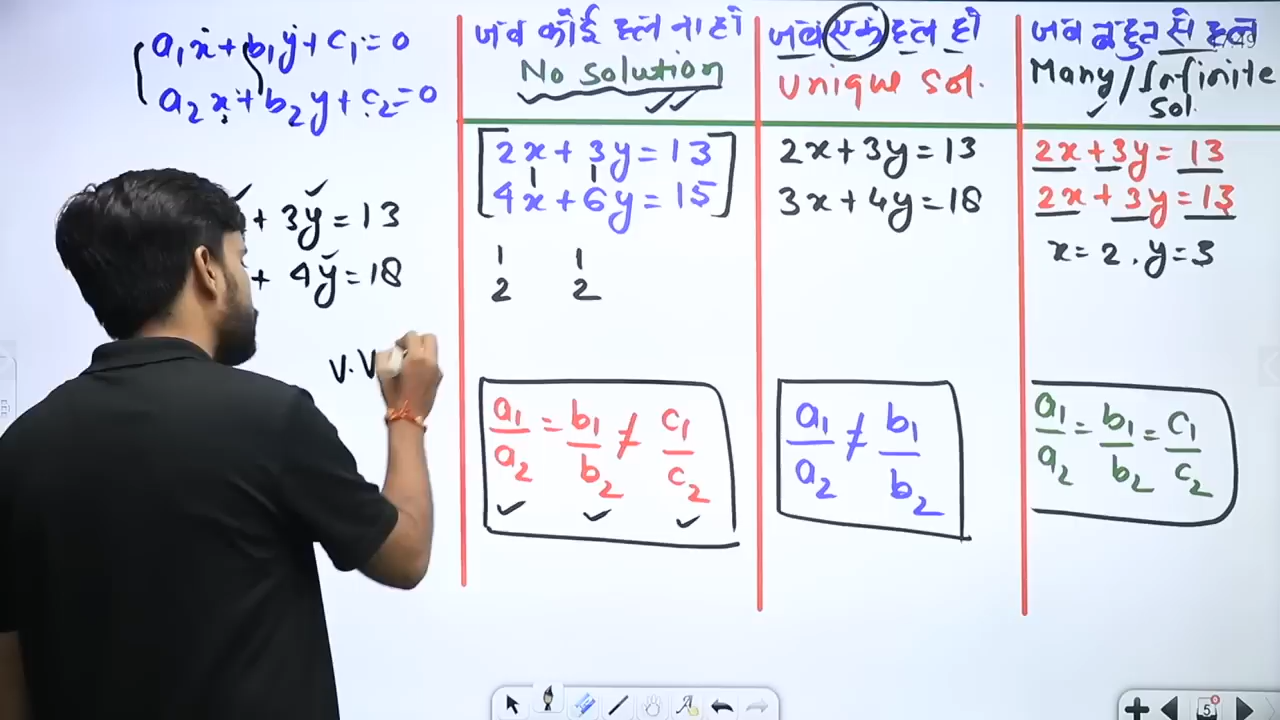 a₁x + b₁y + c₁ = 0
a₂x + b₂y + c₂ = 0
+ 3y = 13
+ 4y = 18
V.V
जब कोई हल ना हो
No solution
2x + 3y = 13
4x + 6y = 15
1 1
2 2
a₁/a₂ = b₁/b₂ ≠ c₁/c₂
जब एक हल हो
Unique Sol.
2x + 3y = 13
3x + 4y = 18
a₁/a₂ ≠ b₁/b₂
जब बहुत से हल
Many/Infinite
Sol.
2x + 3y = 13
2x + 3y = 13
x = 2, y = 3
a₁/a₂ = b₁/b₂ = c₁/c₂
5